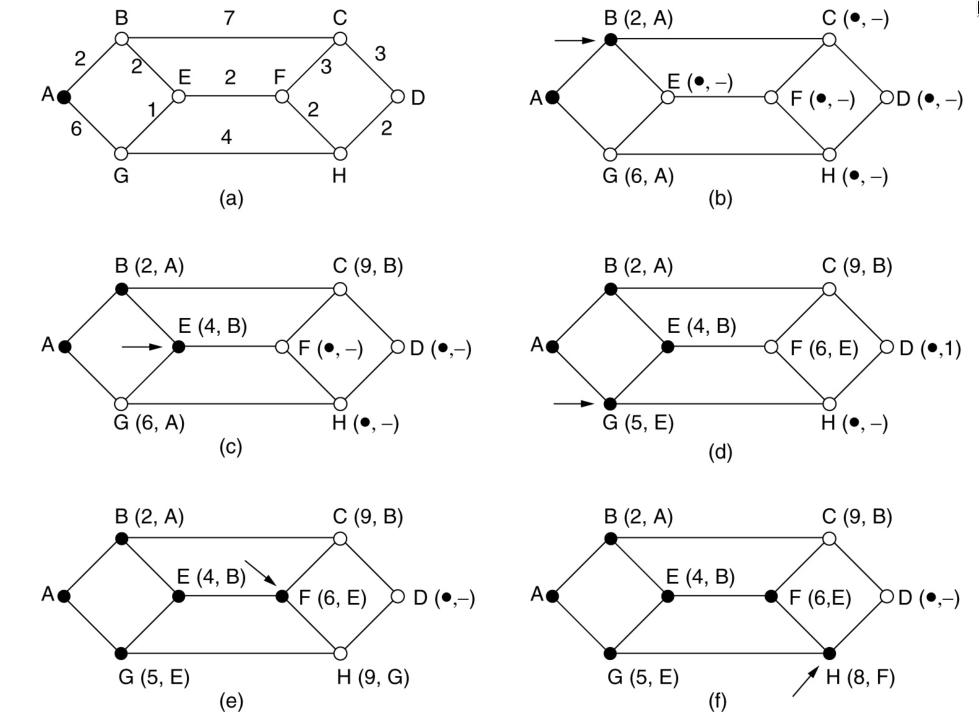 B 7 C
2 3
2 E 2 F 3
A D
1 2
6 4 2
G H
(a)
B (2, A) C (●, –)
E (●, –)
A F (●, –) D (●, –)
G (6, A) H (●, –)
(b)
B (2, A) C (9, B)
E (4, B)
A F (●, –) D (●,–)
G (6, A) H (●, –)
(c)
B (2, A) C (9, B)
E (4, B)
A F (6, E) D (●,1)
G (5, E) H (●, –)
(d)
B (2, A) C (9, B)
E (4, B)
A F (6, E) D (●,–)
G (5, E) H (9, G)
(e)
B (2, A) C (9, B)
E (4, B)
A F (6,E) D (●,–)
G (5, E) H (8, F)
(f)